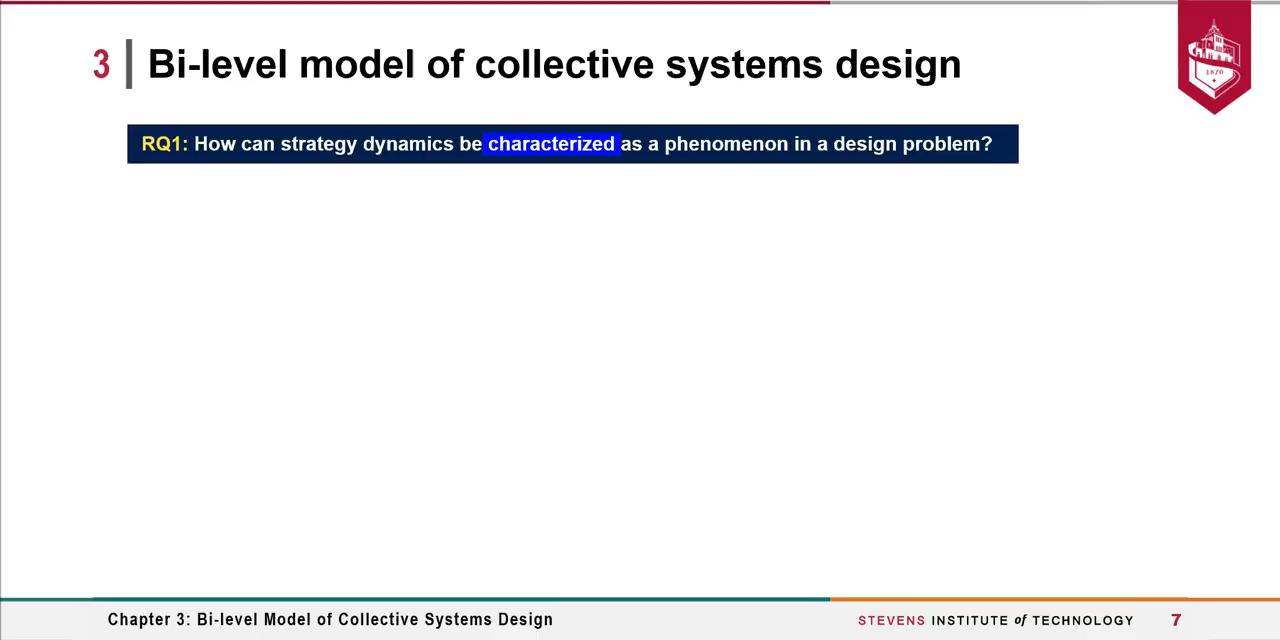 3 Bi-level model of collective systems design
1870
RQ1: How can strategy dynamics be characterized as a phenomenon in a design problem?
Chapter 3: Bi-level Model of Collective Systems Design
STEVENS INSTITUTE of TECHNOLOGY 7